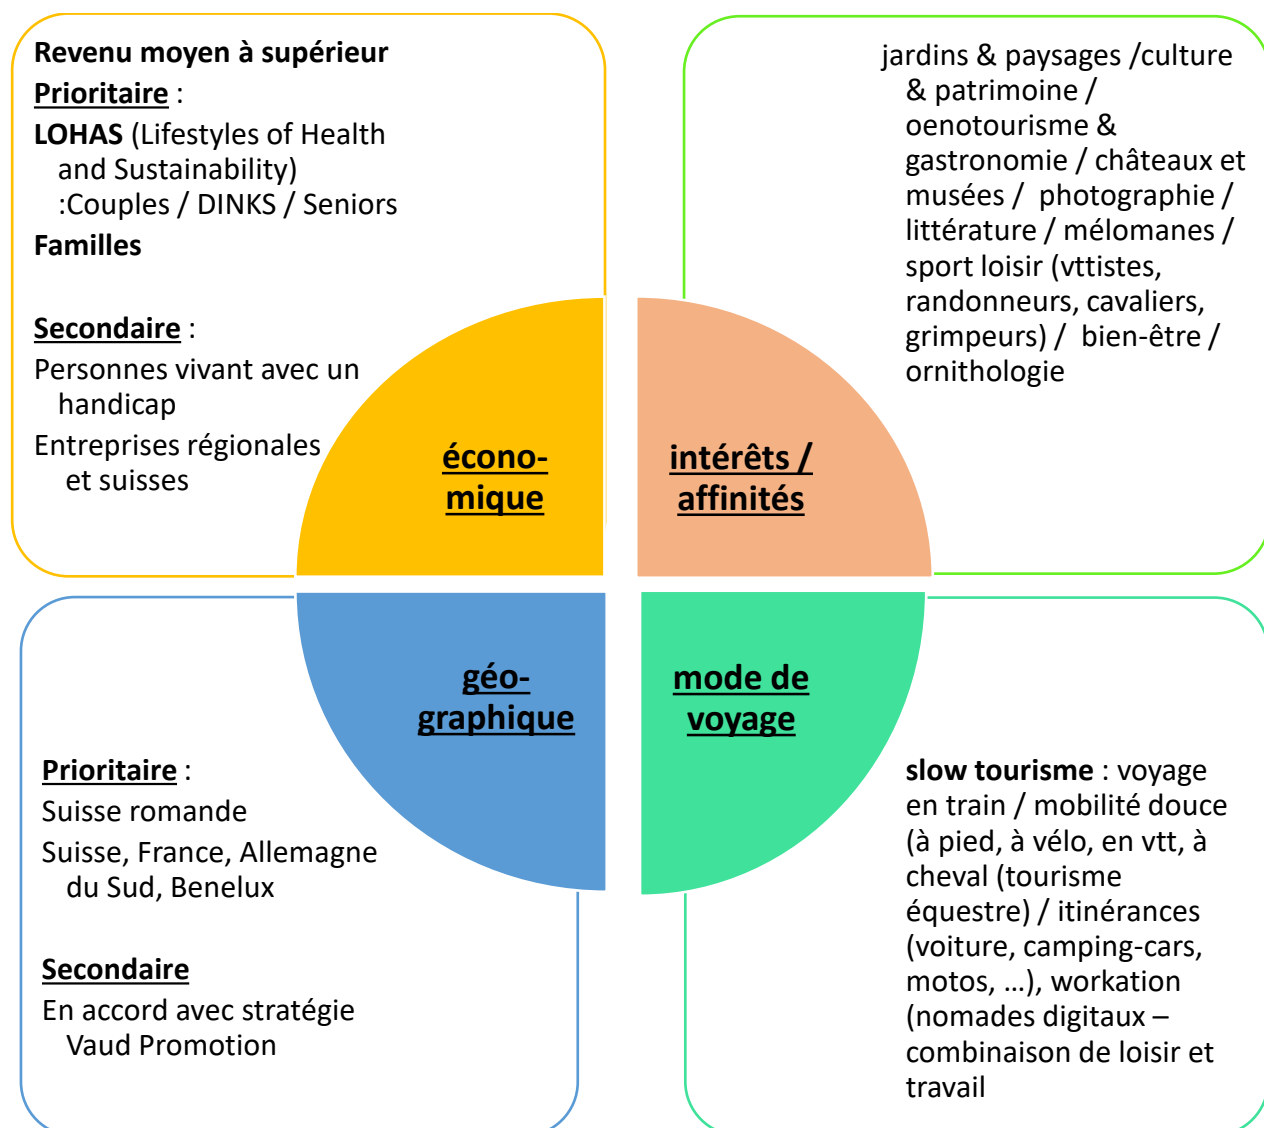 Revenu moyen à supérieur
Prioritaire :
LOHAS (Lifestyles of Health
and Sustainability)
:Couples / DINKS / Seniors
Familles
Secondaire :
Personnes vivant avec un
handicap
Entreprises régionales
et suisses
jardins & paysages /culture
& patrimoine /
oenotourisme &
gastronomie / châteaux et
musées /  photographie /
littérature / mélomanes /
sport loisir (vttistes,
randonneurs, cavaliers,
grimpeurs) /  bien-être /
ornithologie
écono-
mique
intérêts /
affinités
géo-
graphique
mode de
voyage
Prioritaire :
Suisse romande
Suisse, France, Allemagne
du Sud, Benelux
Secondaire
En accord avec stratégie
Vaud Promotion
slow tourisme : voyage
en train / mobilité douce
(à pied, à vélo, en vtt, à
cheval (tourisme
équestre) / itinérances
(voiture, camping-cars,
motos, …), workation
(nomades digitaux –
combinaison de loisir et
travail